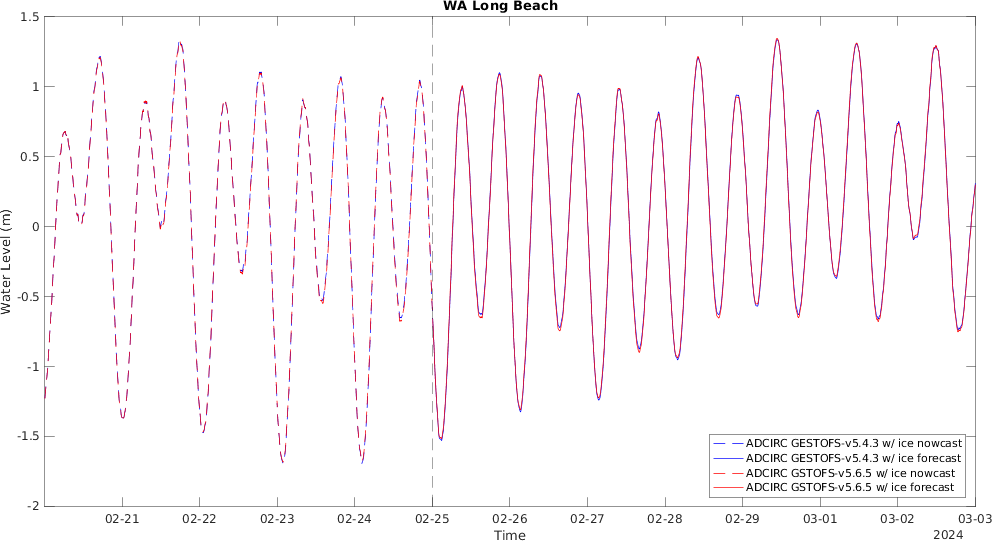 WA Long Beach
1.5
1
0.5
0
-0.5
-1
-1.5
-2
Water Level (m)
ADCIRC GESTOFS-v5.4.3 w/ ice nowcast
ADCIRC GESTOFS-v5.4.3 w/ ice forecast
ADCIRC GSTOFS-v5.6.5 w/ ice nowcast
ADCIRC GSTOFS-v5.6.5 w/ ice forecast
02-21 02-22 02-23 02-24 02-25 02-26 02-27 02-28 02-29 03-01 03-02 03-03
Time
2024